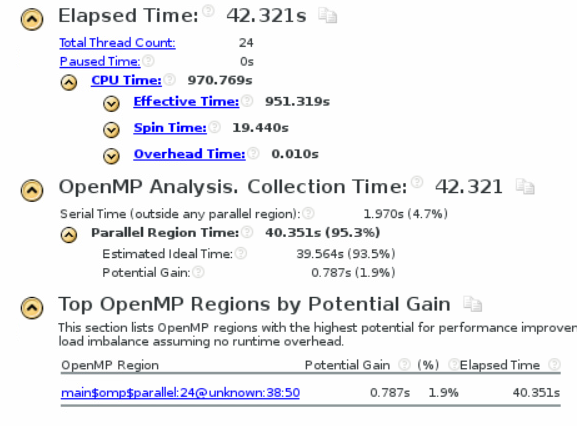 Elapsed Time: 42.321s
Total Thread Count: 24
Paused Time: 0s
CPU Time: 970.769s
Effective Time: 951.319s
Spin Time: 19.440s
Overhead Time: 0.010s
OpenMP Analysis. Collection Time: 42.321
Serial Time (outside any parallel region): 1.970s (4.7%)
Parallel Region Time: 40.351s (95.3%)
Estimated Ideal Time: 39.564s (93.5%)
Potential Gain: 0.787s (1.9%)
Top OpenMP Regions by Potential Gain
This section lists OpenMP regions with the highest potential for performance improven
load imbalance assuming no runtime overhead.
OpenMP Region Potential Gain (%) Elapsed Time
main$omp$parallel:24@unknown:38:50 0.787s 1.9% 40.351s